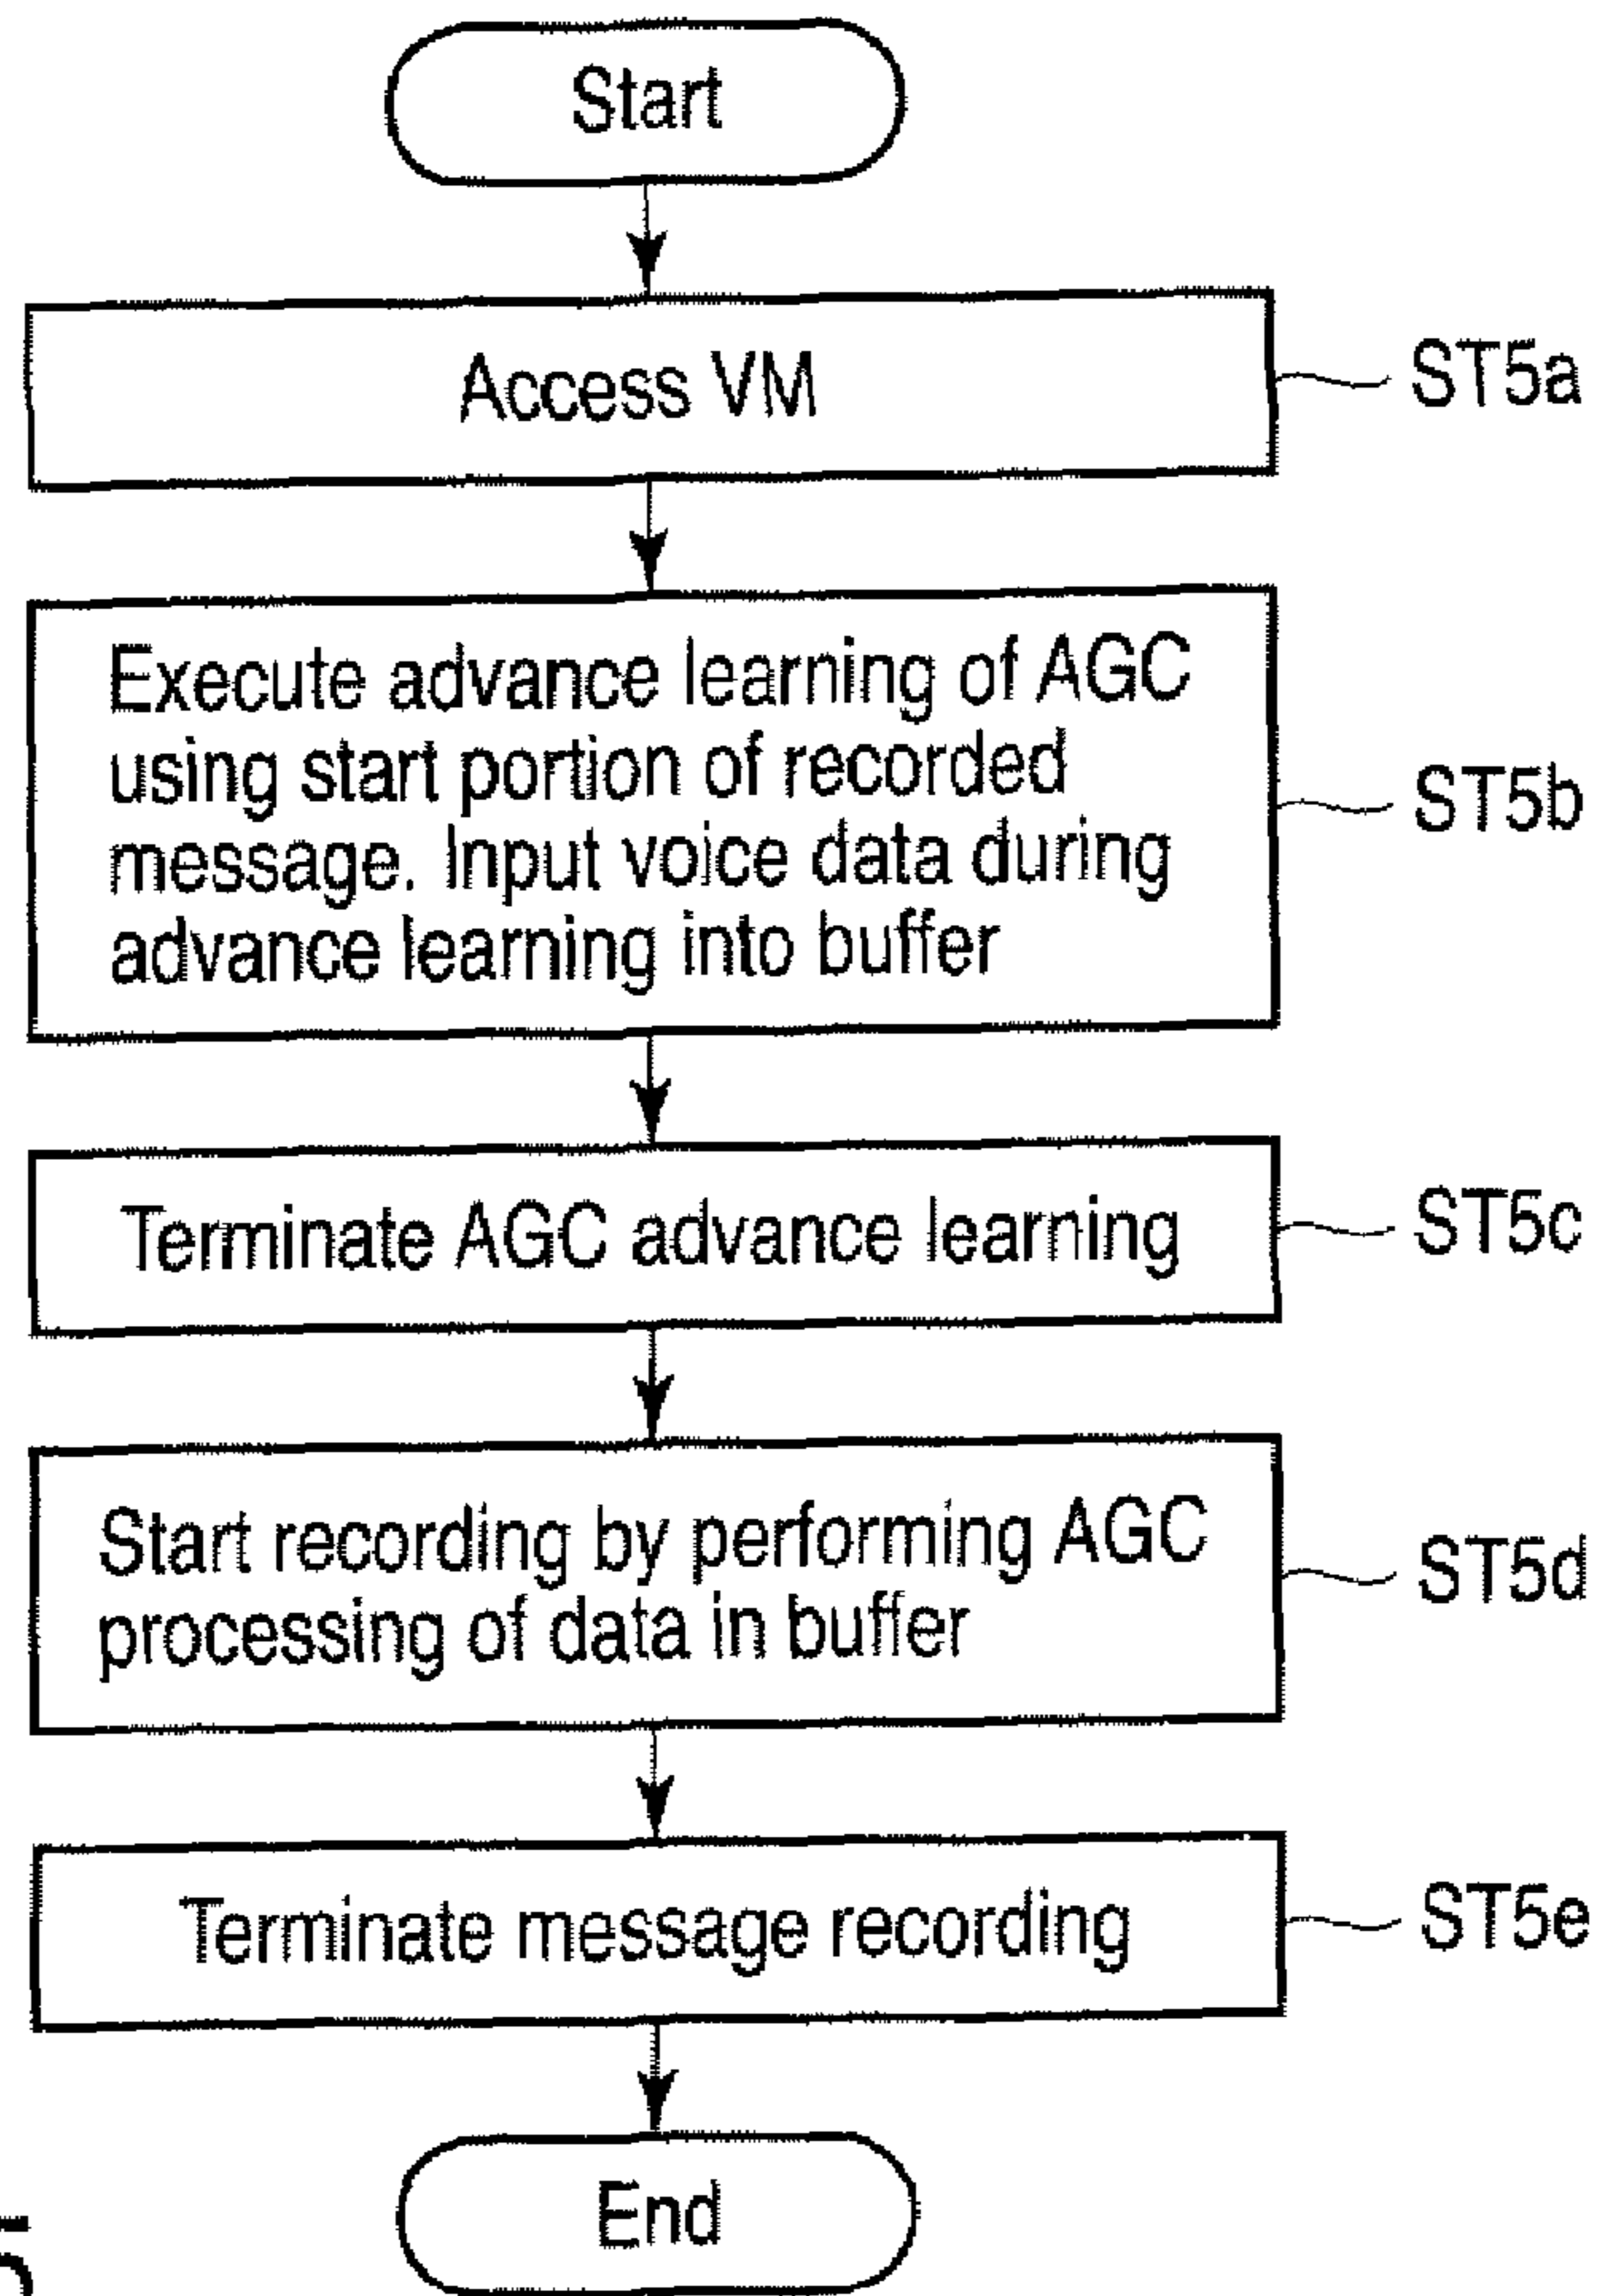 Start
Access VM
ST5a
Execute advance learning of AGC
using start portion of recorded
message. Input voice data during
advance learning into buffer
ST5b
Terminate AGC advance learning
ST5c
Start recording by performing AGC
processing of data in buffer
ST5d
Terminate message recording
ST5e
End